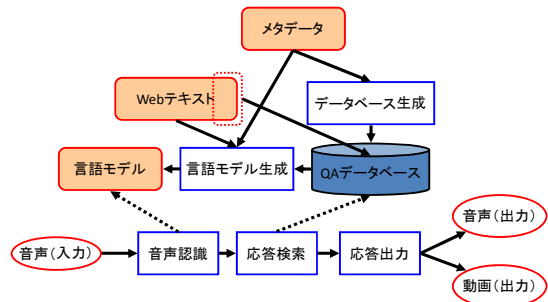 メタデータ
Webテキスト
データベース生成
言語モデル
言語モデル生成
QAデータベース
音声(出力)
音声(入力)
音声認識
応答検索
応答出力
動画(出力)